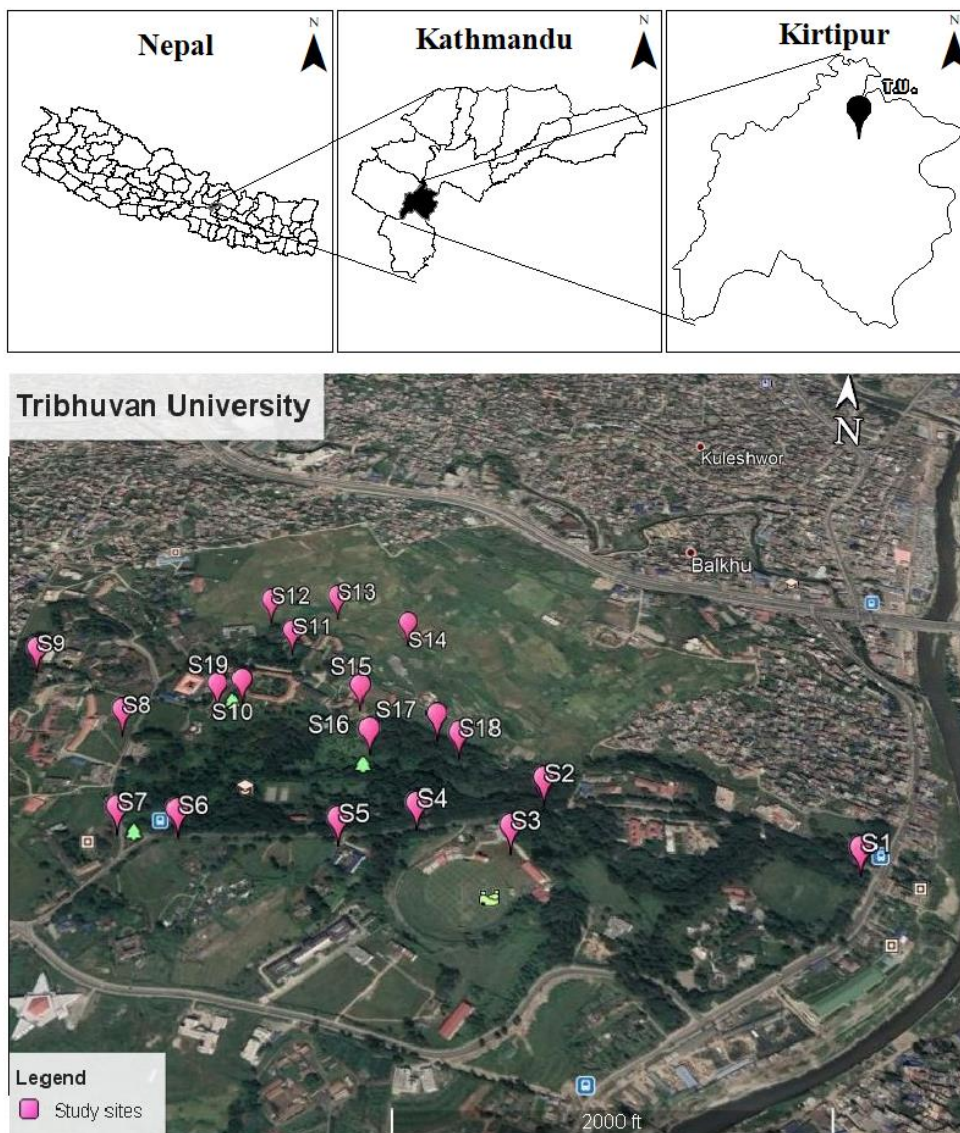 N
Nepal
N
Kathmandu
N
Kirtipur
T.U.
Tribhuvan University
N
Kuleshwor
Balkhu
S12
S13
S14
S11
S9
S19
S15
S10
S8
S16
S17
S18
S2
S7
S6
S5
S4
S3
S1
Legend
Study sites
2000 ft